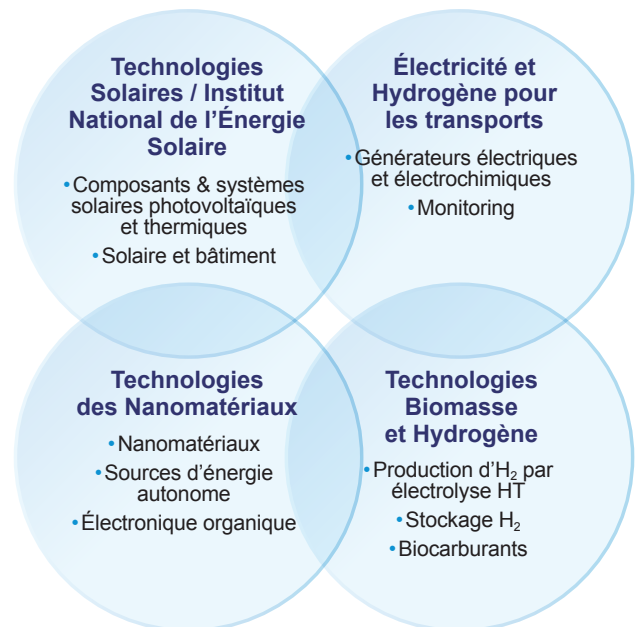 Technologies
Solaires / Institut
National de l’Énergie
Solaire
•Composants & systèmes
solaires photovoltaïques
et thermiques
•Solaire et bâtiment
Électricité et
Hydrogène pour
les transports
•Générateurs électriques
et électrochimiques
•Monitoring
Technologies
des Nanomatériaux
•Nanomatériaux
•Sources d’énergie
autonome
•Électronique organique
Technologies
Biomasse
et Hydrogène
•Production d’H₂ par
électrolyse HT
•Stockage H₂
•Biocarburants